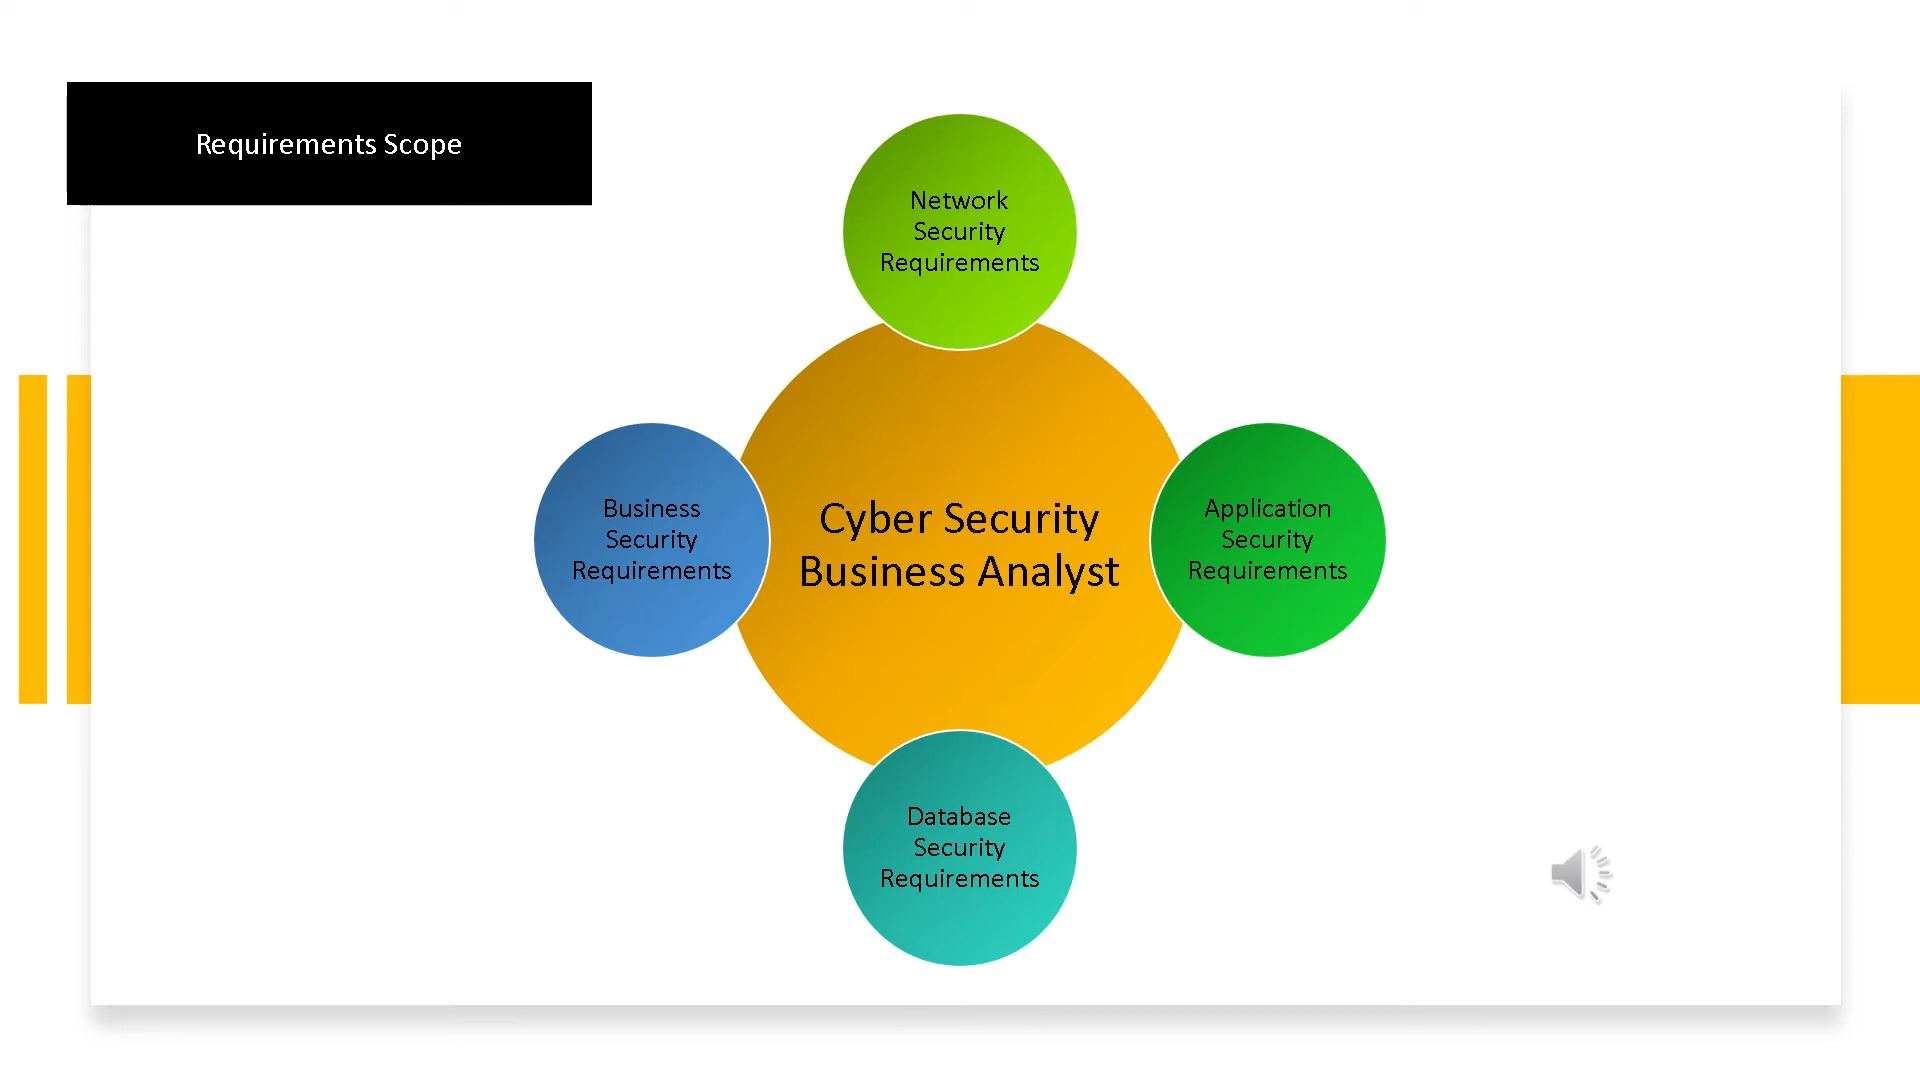 Requirements Scope
Network
Security
Requirements
Business
Security
Requirements
Cyber Security
Business Analyst
Application
Security
Requirements
Database
Security
Requirements